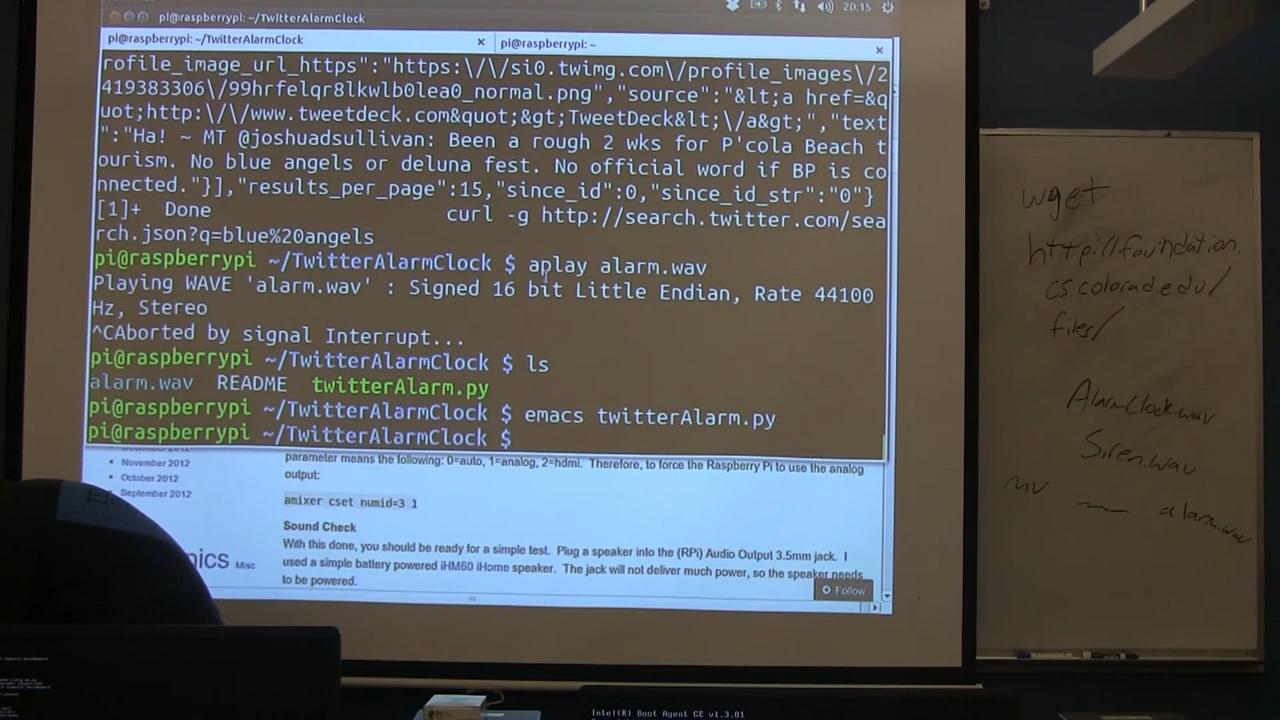 pi@raspberrypi: ~/TwitterAlarmClock
20:15
pi@raspberrypi: ~/TwitterAlarmClock
pi@raspberrypi: ~
rofile_image_url_https":"https:\/\/si0.twimg.com\/profile_images\/2
419383306\/99hrfelqr8lkwlb0lea0_normal.png","source":"&lt;a href=&q
uot;http:\/\/www.tweetdeck.com&quot;&gt;TweetDeck&lt;\/a&gt;","text
":"Ha! ~ MT @joshuadsullivan: Been a rough 2 wks for P'cola Beach t
ourism. No blue angels or deluna fest. No official word if BP is co
nnected."}],"results_per_page":15,"since_id":0,"since_id_str":"0"}
[1]+ Done curl -g http://search.twitter.com/sea
rch.json?q=blue%20angels
pi@raspberrypi ~/TwitterAlarmClock $ aplay alarm.wav
Playing WAVE 'alarm.wav' : Signed 16 bit Little Endian, Rate 44100
Hz, Stereo
^CAborted by signal Interrupt...
pi@raspberrypi ~/TwitterAlarmClock $ ls
alarm.wav README twitterAlarm.py
pi@raspberrypi ~/TwitterAlarmClock $ emacs twitterAlarm.py
pi@raspberrypi ~/TwitterAlarmClock $
November 2012
October 2012
September 2012
parameter means the following: 0=auto, 1=analog, 2=hdmi. Therefore, to force the Raspberry Pi to use the analog
output:
amixer cset numid=3 1
Sound Check
With this done, you should be ready for a simple test. Plug a speaker into the (RPi) Audio Output 3.5mm jack. I
used a simple battery powered iHM60 iHome speaker. The jack will not deliver much power, so the speaker needs
to be powered.
Misc
Follow
wget
http://foundation.
cs.colorad.edu/
files/
AlarmClock.wav
Siren.wav
mv alarm.wav
Intel(R) Boot Agent GE v1.3.81